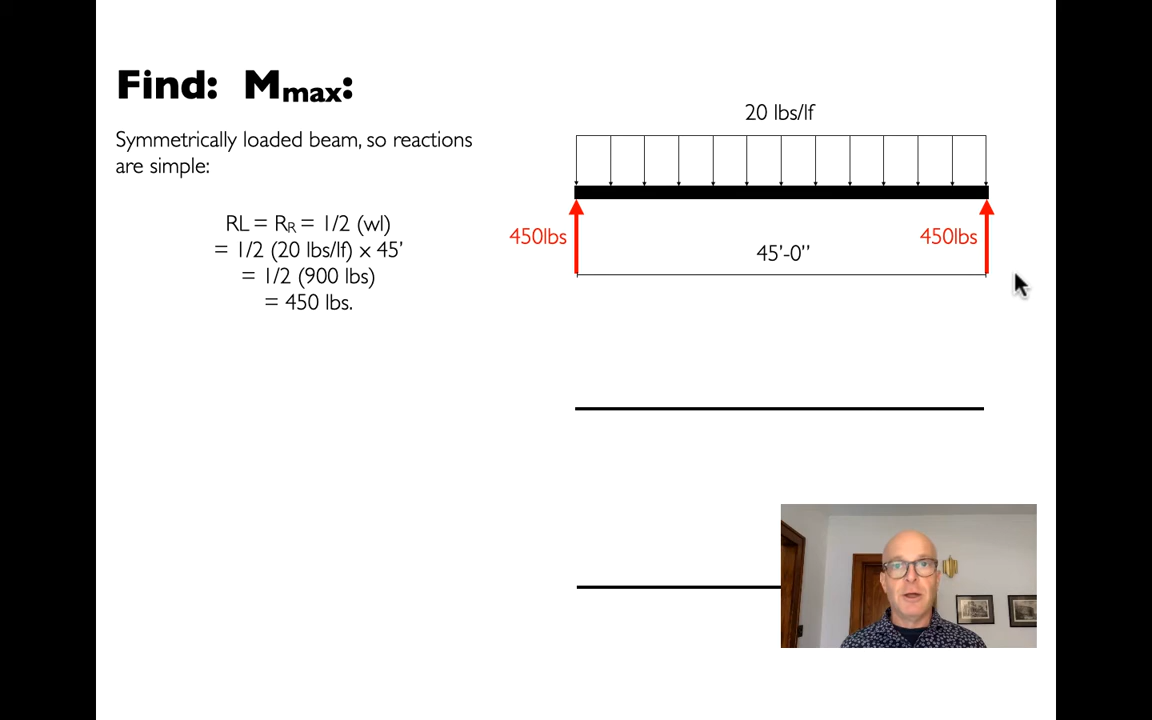 Find: Mmax:
Symmetrically loaded beam, so reactions
are simple:
RL = RR = 1/2 (wl)
= 1/2 (20 lbs/lf) x 45'
= 1/2 (900 lbs)
= 450 lbs.
20 lbs/lf
450lbs
450lbs
45'-0''